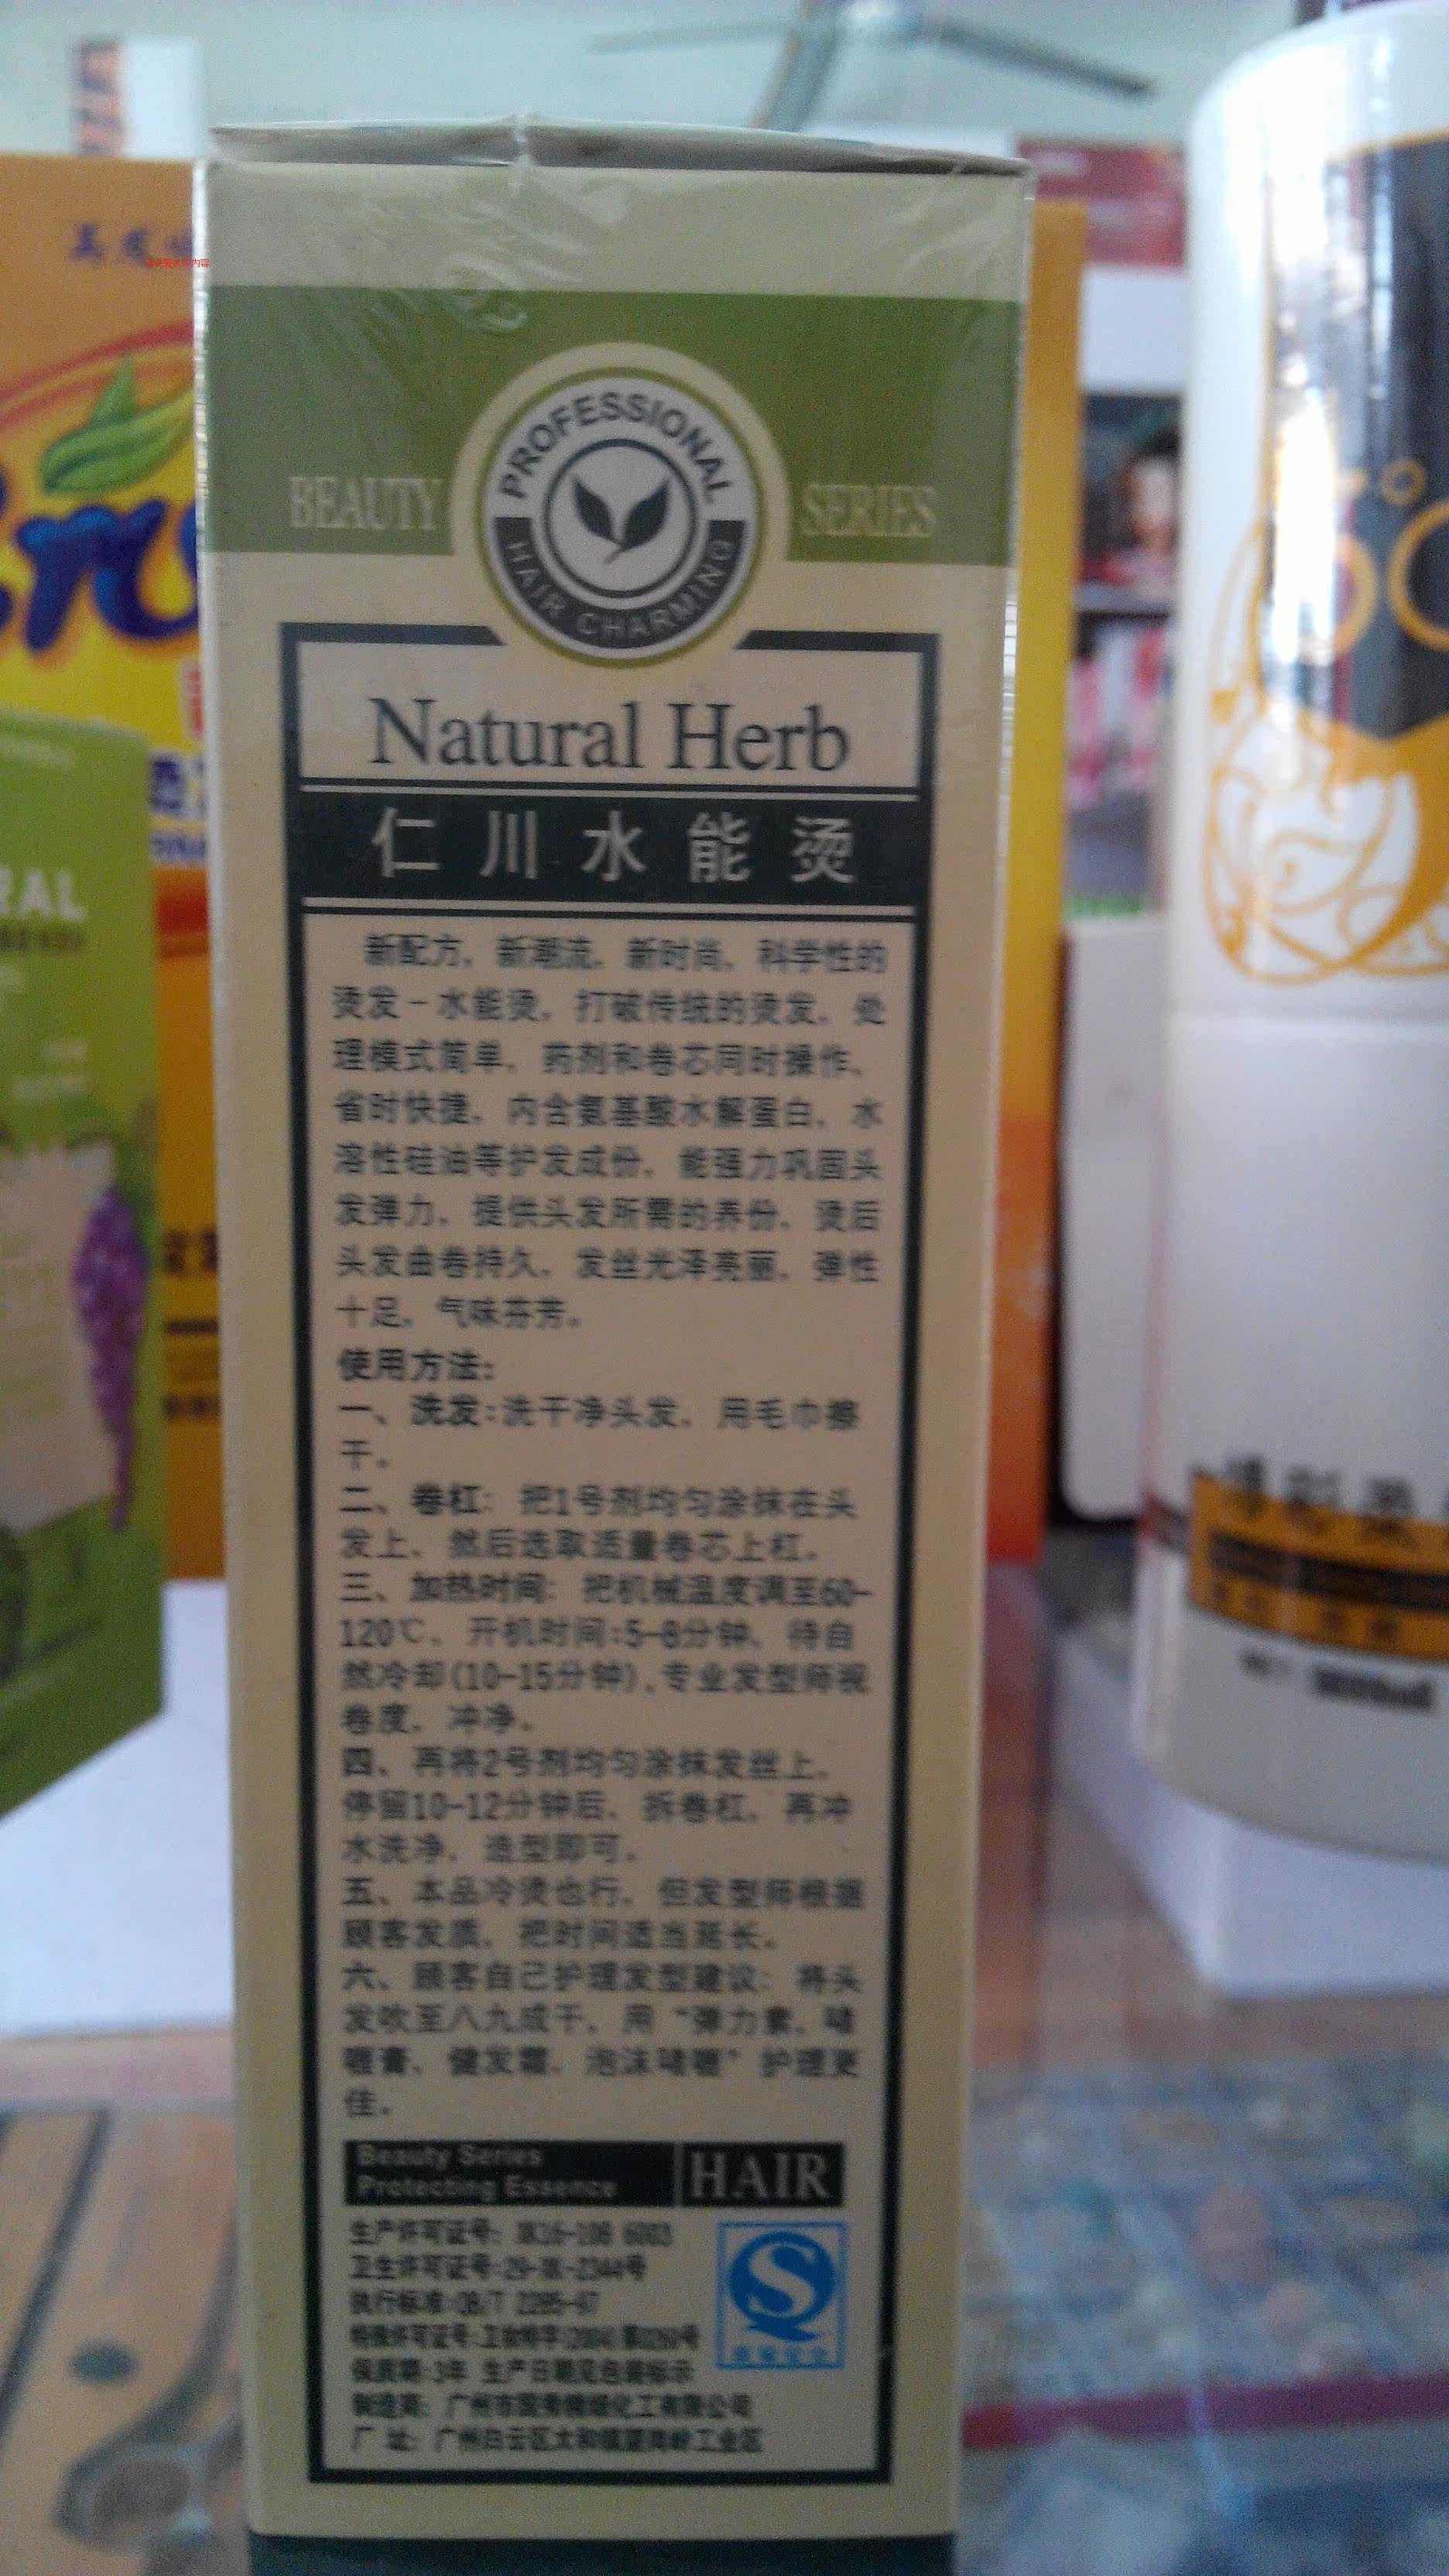 PROFESSIONAL
BEAUTY
SERIES
HAIR CHARMING
Natural Herb
仁川水能烫
新配方、新潮流、新时尚、科学性的
烫发-水能烫，打破传统的烫发、处
理模式简单、药剂和卷芯同时操作、
省时快捷，内含氨基酸水解蛋白、水
溶性硅油等护发成份，能强力巩固头
发弹力、提供头发所需的养份，烫后
头发曲卷持久、发丝光泽亮丽、弹性
十足，气味芬芳。
使用方法:
一、洗发:洗干净头发，用毛巾擦
干。
二、卷杠：把1号剂均匀涂抹在头
发上、然后选取适量卷芯上杠。
三、加热时间：把机械温度调至60-
120℃、开机时间:5-8分钟、待自
然冷却(10-15分钟),专业发型师视
卷度，冲净。
四、再将2号剂均匀涂抹发丝上，
停留10-12分钟后、拆卷杠、再冲
水洗净，造型即可。
五、本品冷烫也行，但发型师根据
顾客发质，把时间适当延长。
六、顾客自己护理发型建议：将头
发吹至八九成干，用“弹力素、啫
喱膏、健发霜、泡沫啫喱”护理更
佳。
Beauty Series
Protecting Essence
HAIR
生产许可证号：
卫生许可证号:29-XK-2344号
执行标准:QB/T 2285-97
保质期:3年 生产日期见包装标示
制造商：
厂 址：广州白云区太和镇
RAL